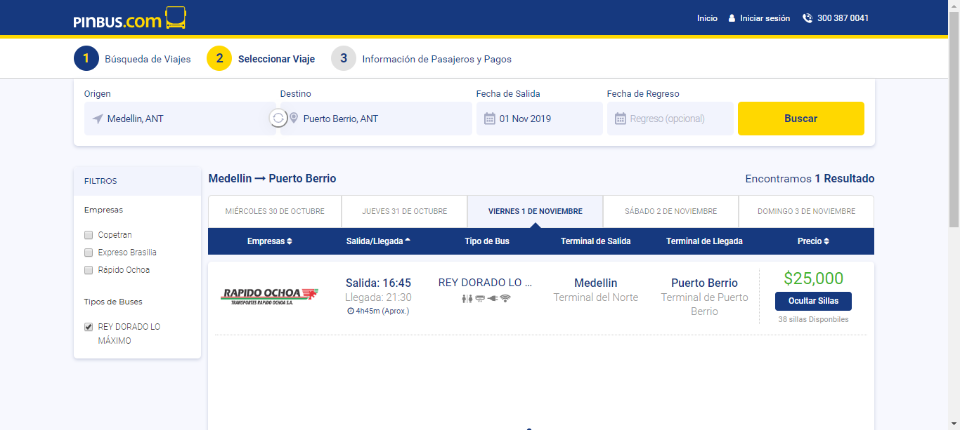 PINBUS.com
Inicio
Iniciar sesión
300 387 0041
1 Búsqueda de Viajes
2 Seleccionar Viaje
3 Información de Pasajeros y Pagos
Origen
Destino
Fecha de Salida
Fecha de Regreso
Medellin, ANT
Puerto Berrio, ANT
01 Nov 2019
Regreso (opcional)
Buscar
FILTROS
Empresas
Copetran
Expreso Brasilia
Rápido Ochoa
Tipos de Buses
REY DORADO LO
MÁXIMO
Medellin → Puerto Berrio
Encontramos 1 Resultado
MIÉRCOLES 30 DE OCTUBRE
JUEVES 31 DE OCTUBRE
VIERNES 1 DE NOVIEMBRE
SÁBADO 2 DE NOVIEMBRE
DOMINGO 3 DE NOVIEMBRE
Empresas
Salida/Llegada
Tipo de Bus
Terminal de Salida
Terminal de Llegada
Precio
RAPIDO OCHOA
TRANSPORTES RAPIDO OCHOA S.A.
Salida: 16:45
Llegada: 21:30
4h45m (Aprox.)
REY DORADO LO ...
Medellin
Terminal del Norte
Puerto Berrio
Terminal de Puerto
Berrio
$25,000
Ocultar Sillas
38 sillas Disponbiles